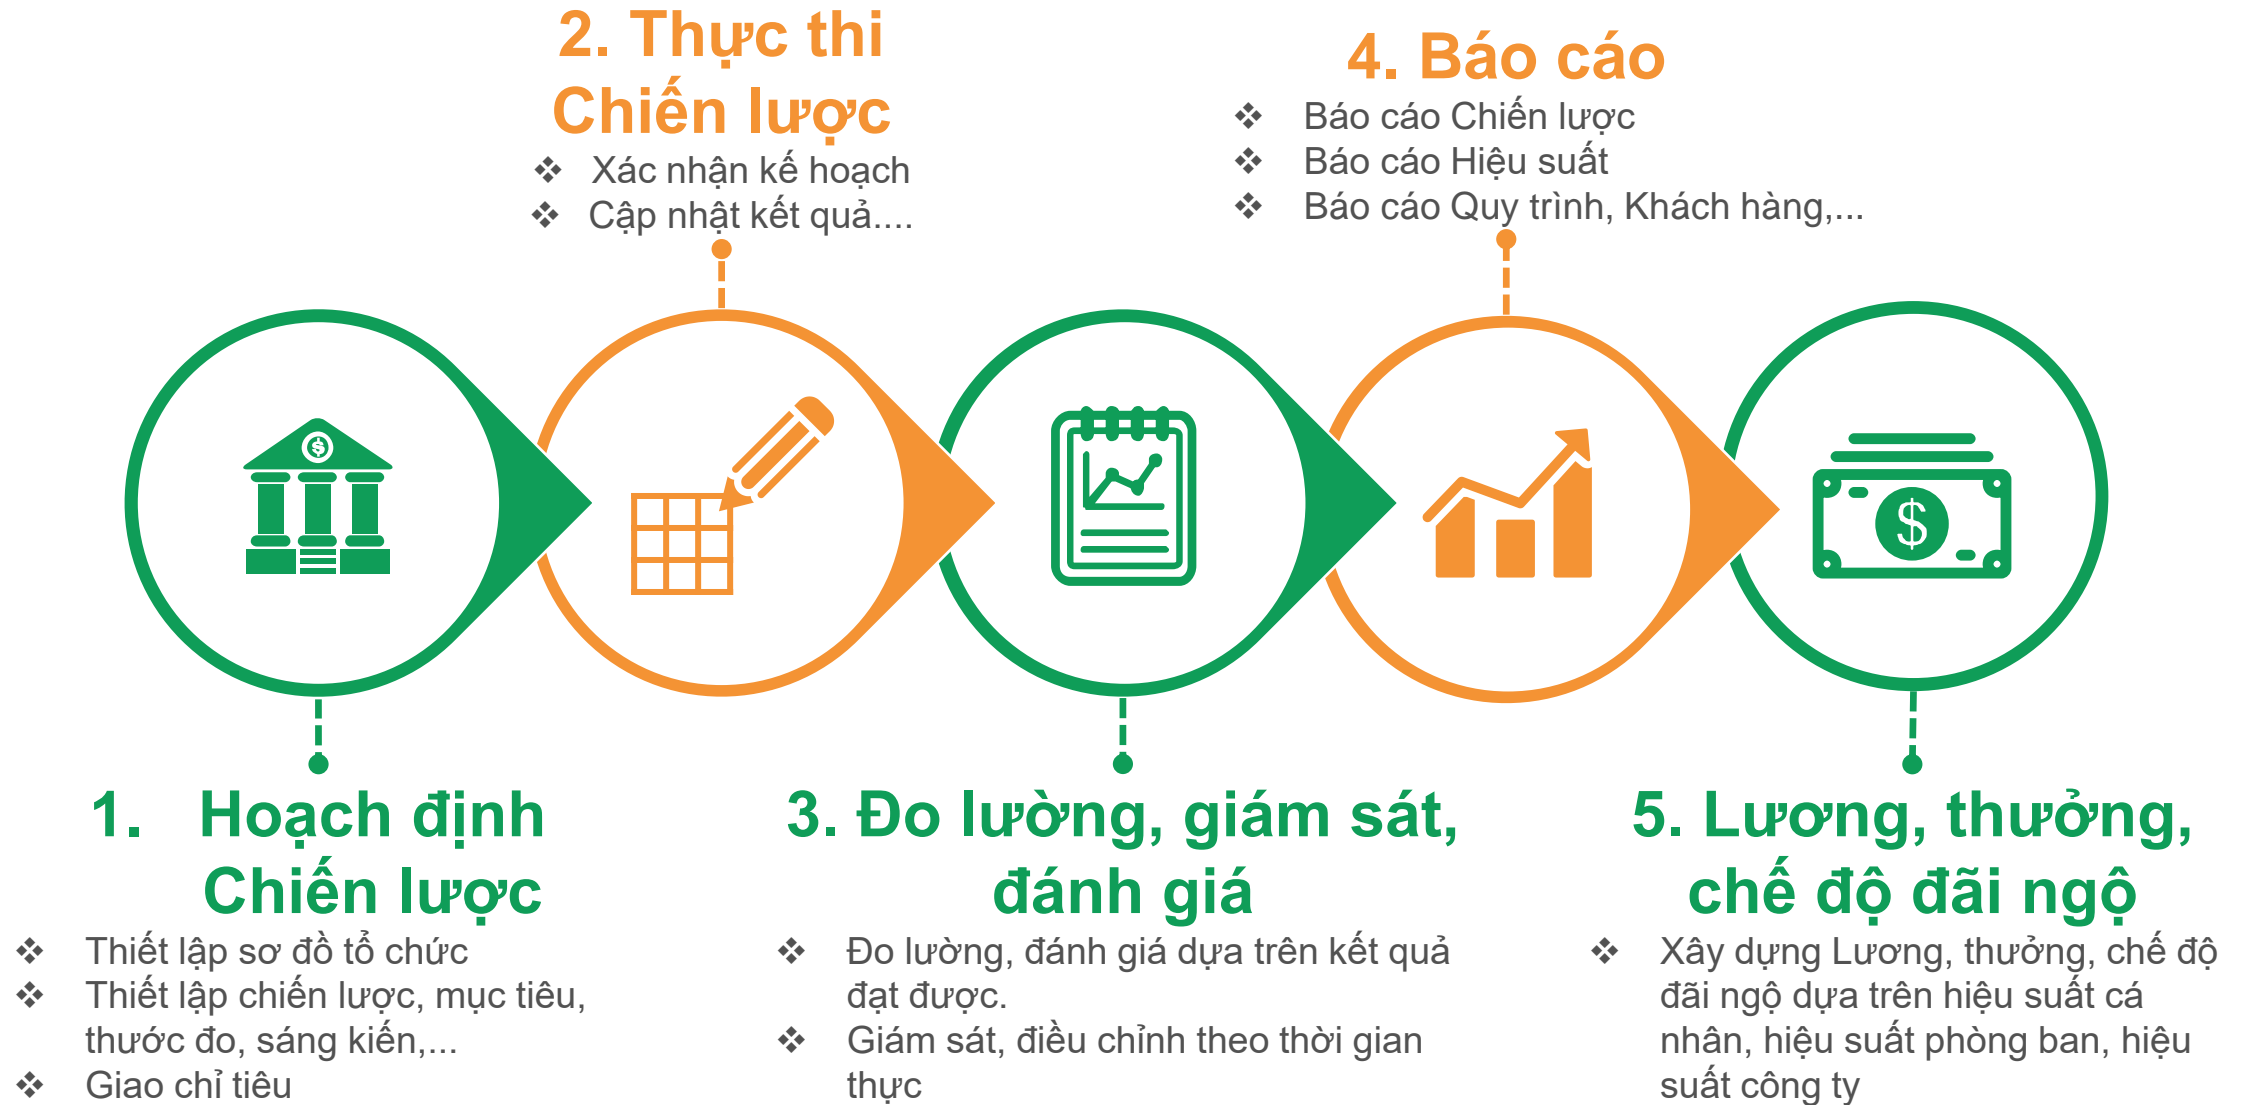 1. Hoạch định
Chiến lược
❖ Thiết lập sơ đồ tổ chức
❖ Thiết lập chiến lược, mục tiêu,
thước đo, sáng kiến,...
❖ Giao chỉ tiêu
2. Thực thi
Chiến lược
❖ Xác nhận kế hoạch
❖ Cập nhật kết quả....
3. Đo lường, giám sát,
đánh giá
❖ Đo lường, đánh giá dựa trên kết quả
đạt được.
❖ Giám sát, điều chỉnh theo thời gian
thực
4. Báo cáo
❖ Báo cáo Chiến lược
❖ Báo cáo Hiệu suất
❖ Báo cáo Quy trình, Khách hàng,...
5. Lương, thưởng,
chế độ đãi ngộ
❖ Xây dựng Lương, thưởng, chế độ
đãi ngộ dựa trên hiệu suất cá
nhân, hiệu suất phòng ban, hiệu
suất công ty
$
$